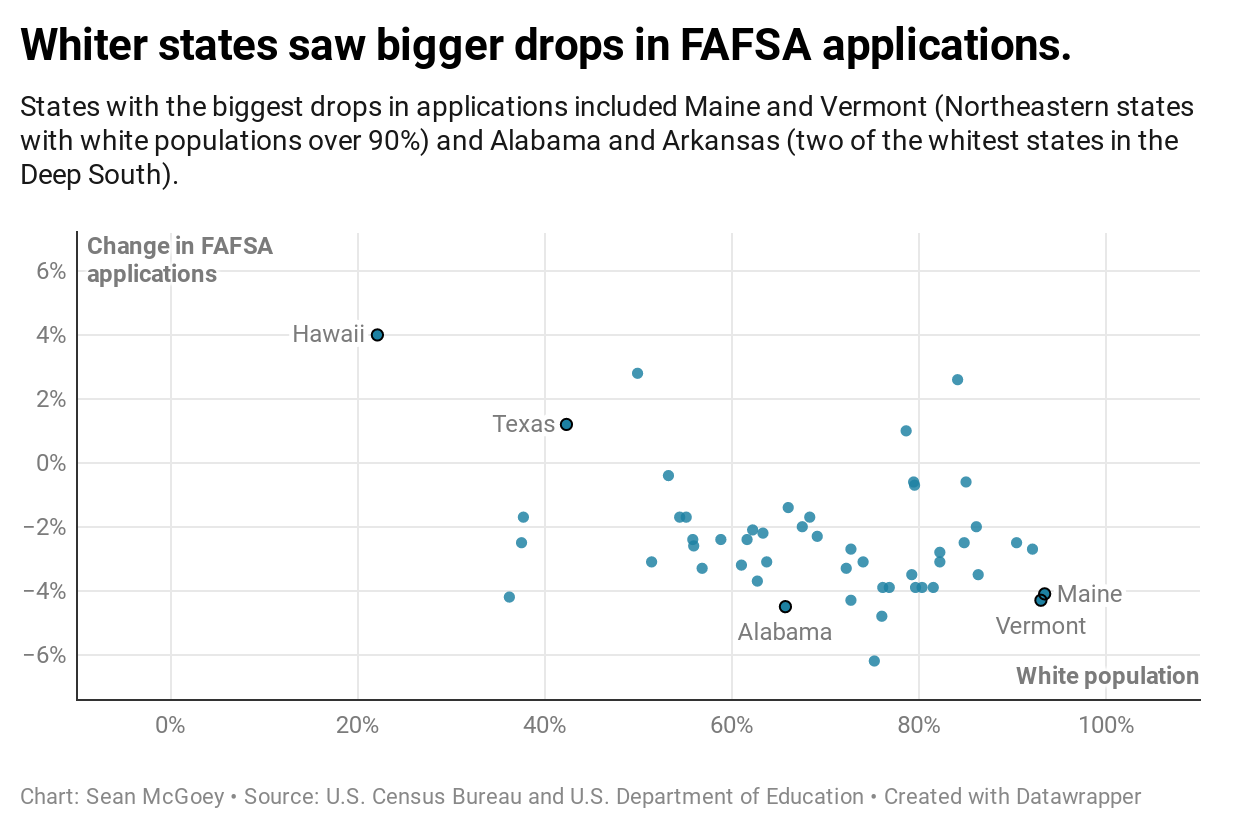 Whiter states saw bigger drops in FAFSA applications.
States with the biggest drops in applications included Maine and Vermont (Northeastern states
with white populations over 90%) and Alabama and Arkansas (two of the whitest states in the
Deep South).
Change in FAFSA
applications
6%
4%
2%
0%
−2%
−4%
−6%
Hawaii
Texas
Alabama
Maine
Vermont
White population
0%
20%
40%
60%
80%
100%
Chart: Sean McGoey • Source: U.S. Census Bureau and U.S. Department of Education • Created with Datawrapper